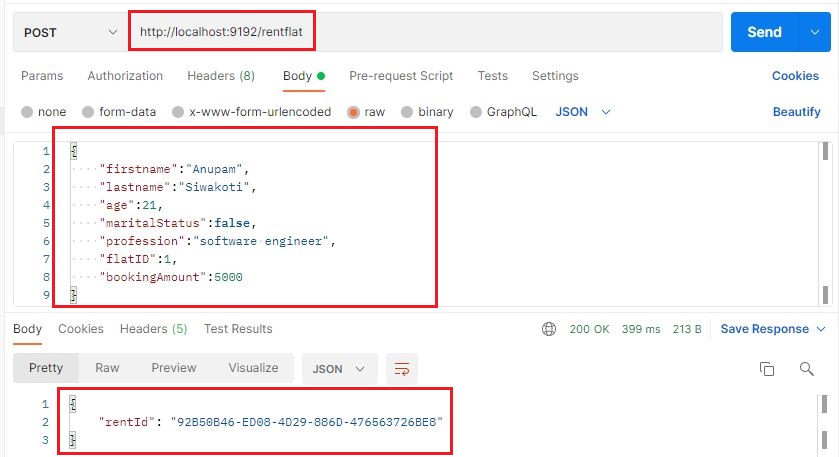 POST http://localhost:9192/rentflat Send
Params Authorization Headers (8) Body Pre-request Script Tests Settings Cookies
none form-data x-www-form-urlencoded raw binary GraphQL JSON Beautify
1 {
2 "firstname":"Anupam",
3 "lastname":"Siwakoti",
4 "age":21,
5 "maritalStatus":false,
6 "profession":"software engineer",
7 "flatID":1,
8 "bookingAmount":5000
9 }
Body Cookies Headers (5) Test Results 200 OK 399 ms 213 B Save Response
Pretty Raw Preview Visualize JSON
1 {
2 "rentId": "92B50B46-ED08-4D29-886D-476563726BE8"
3 }